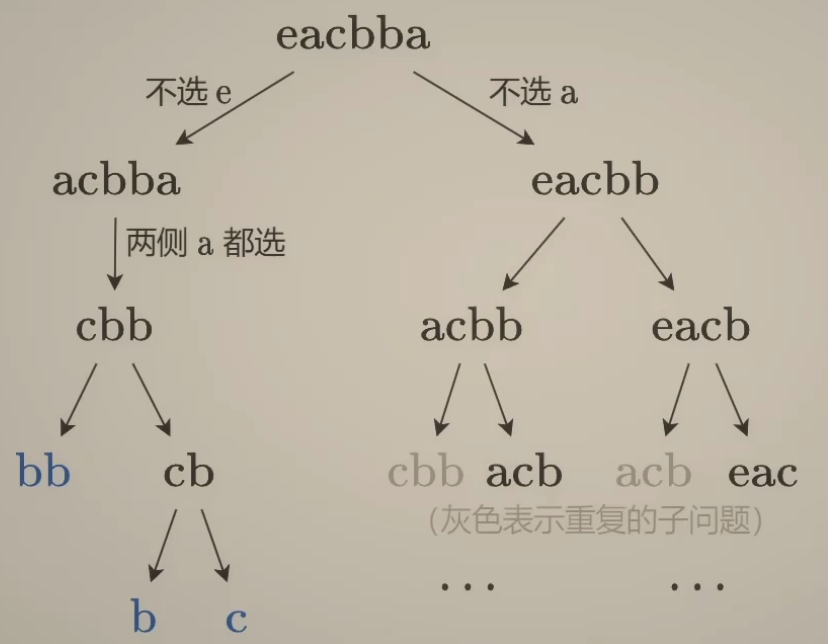 eacbba
不选 e
不选 a
acbba
eacbb
两侧 a 都选
cbb
acbb
eacb
bb
cb
cbb
acb
acb
eac
（灰色表示重复的子问题）
...
...
b
c